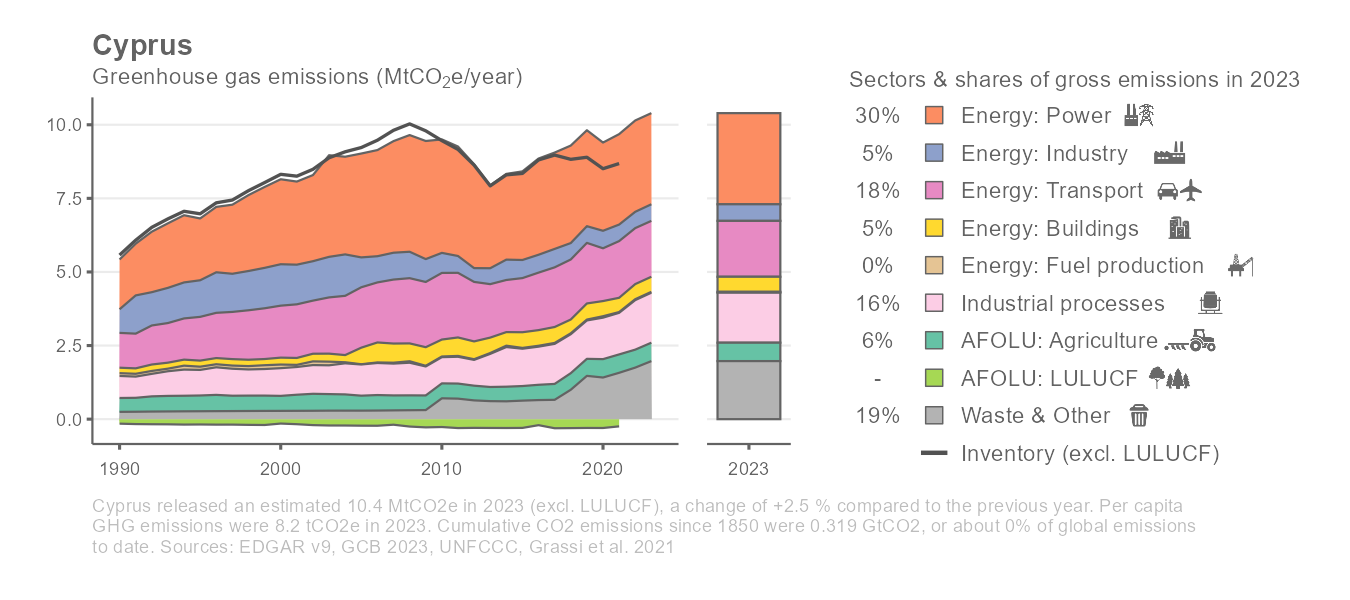 Cyprus
Greenhouse gas emissions (MtCO₂e/year)
10.0
7.5
5.0
2.5
0.0
1990
2000
2010
2020
2023
Sectors & shares of gross emissions in 2023
30% Energy: Power
5% Energy: Industry
18% Energy: Transport
5% Energy: Buildings
0% Energy: Fuel production
16% Industrial processes
6% AFOLU: Agriculture
- AFOLU: LULUCF
19% Waste & Other
Inventory (excl. LULUCF)
Cyprus released an estimated 10.4 MtCO2e in 2023 (excl. LULUCF), a change of +2.5 % compared to the previous year. Per capita
GHG emissions were 8.2 tCO2e in 2023. Cumulative CO2 emissions since 1850 were 0.319 GtCO2, or about 0% of global emissions
to date. Sources: EDGAR v9, GCB 2023, UNFCCC, Grassi et al. 2021